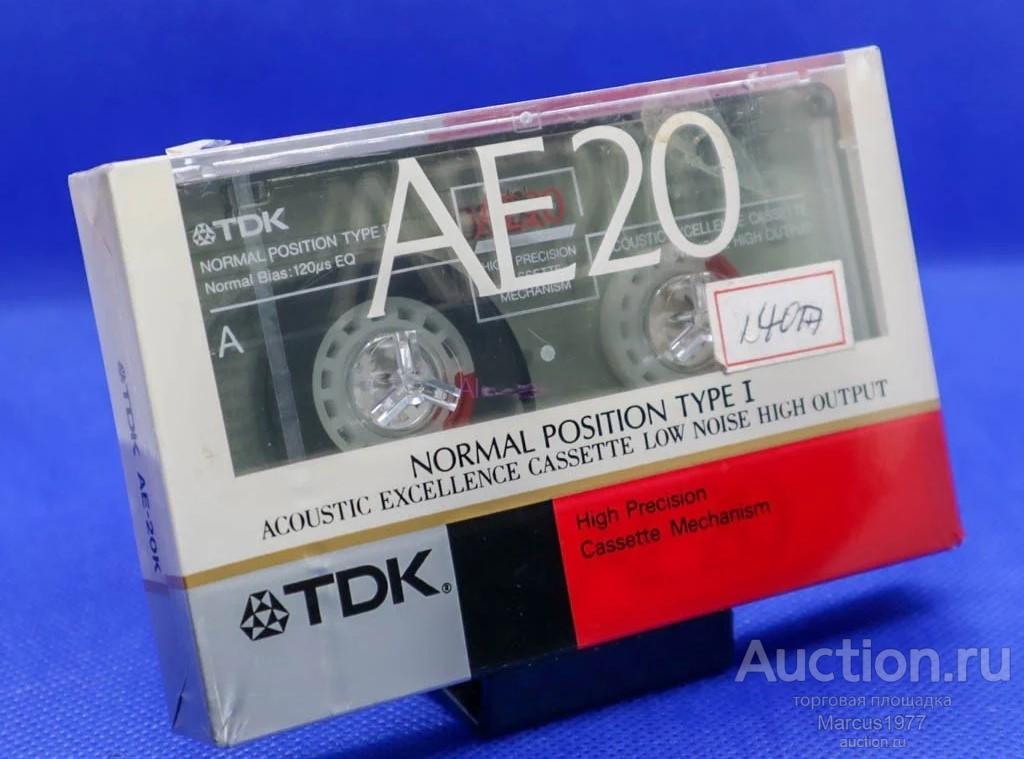 AE20
TDK
NORMAL POSITION TYPE I
Normal Bias:120μs EQ
A
AE20
HIGH PRECISION
CASSETTE
MECHANISM
ACOUSTIC EXCELLENCE CASSETTE
HIGH OUTPUT
NORMAL POSITION TYPE I
ACOUSTIC EXCELLENCE CASSETTE LOW NOISE HIGH OUTPUT
High Precision
Cassette Mechanism
TDK®
TDK AE-20K
Auction.ru
торговая площадка
Marcus1977
auction.ru